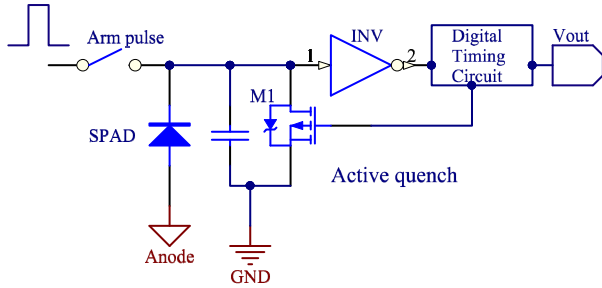 Arm pulse
1
INV
2
Digital
Timing
Circuit
Vout
M1
SPAD
Active quench
Anode
GND